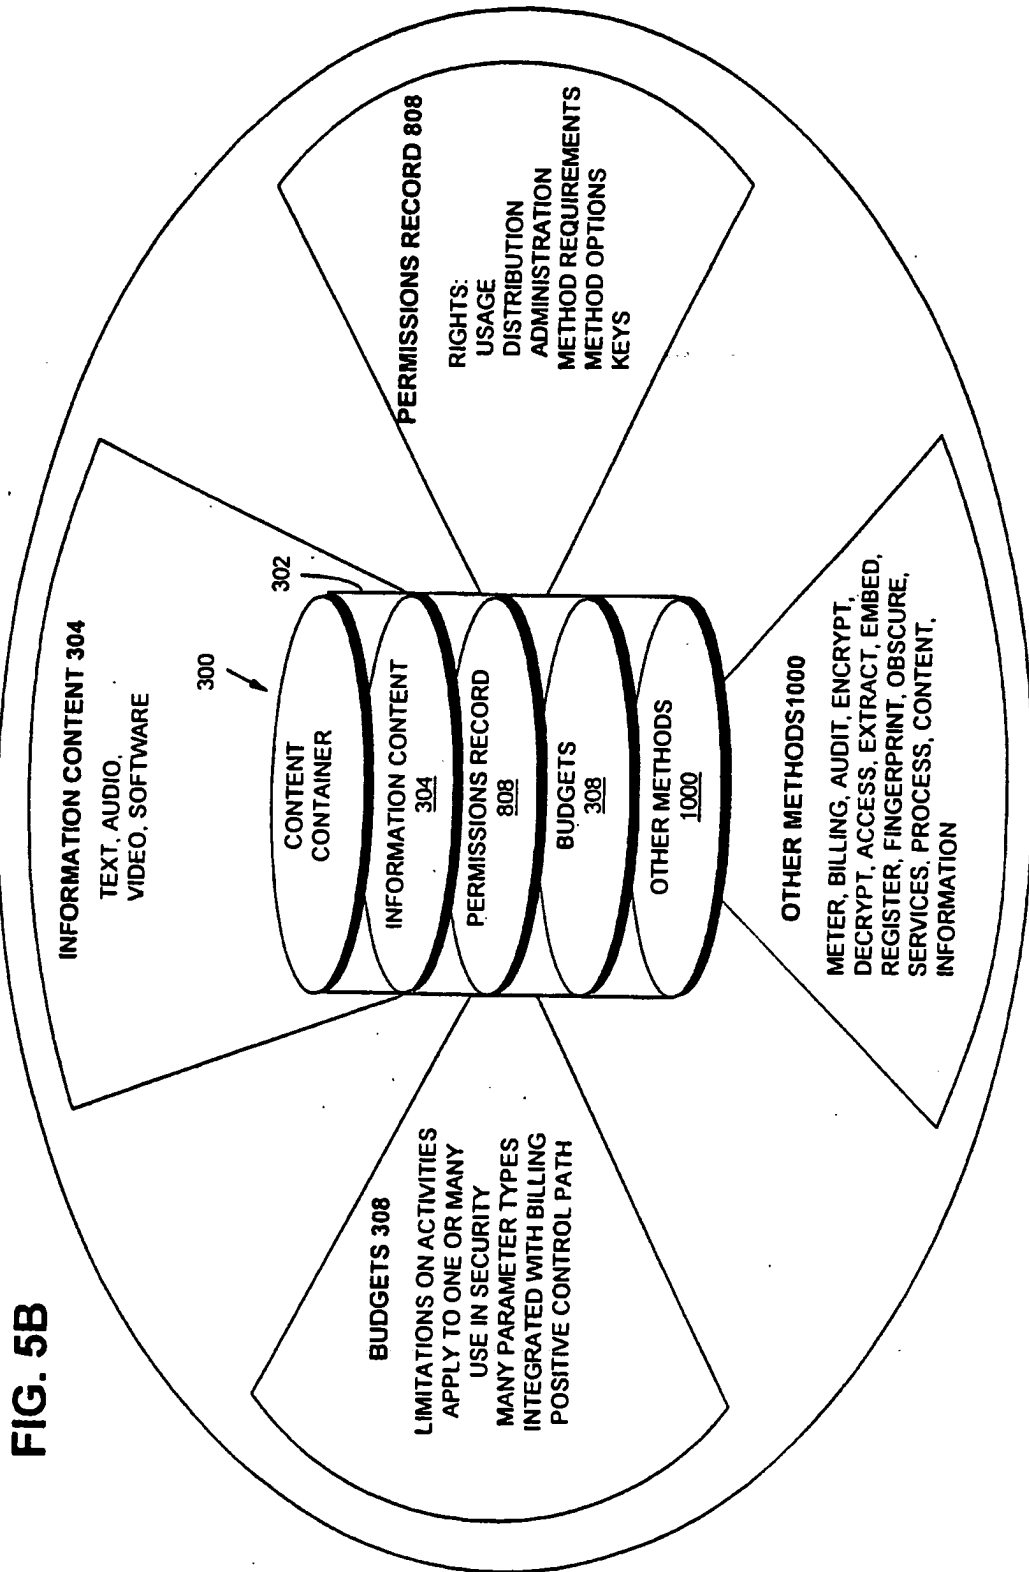 FIG. 5B
INFORMATION CONTENT 304
TEXT, AUDIO,
VIDEO, SOFTWARE
BUDGETS 308
LIMITATIONS ON ACTIVITIES
APPLY TO ONE OR MANY
USE IN SECURITY
MANY PARAMETER TYPES
INTEGRATED WITH BILLING
POSITIVE CONTROL PATH
300
302
CONTENT
CONTAINER
INFORMATION CONTENT
304
PERMISSIONS RECORD
808
BUDGETS
308
OTHER METHODS
1000
PERMISSIONS RECORD 808
RIGHTS:
USAGE
DISTRIBUTION
ADMINISTRATION
METHOD REQUIREMENTS
METHOD OPTIONS
KEYS
OTHER METHODS1000
METER, BILLING, AUDIT, ENCRYPT,
DECRYPT, ACCESS, EXTRACT, EMBED,
REGISTER, FINGERPRINT, OBSCURE,
SERVICES, PROCESS, CONTENT,
INFORMATION